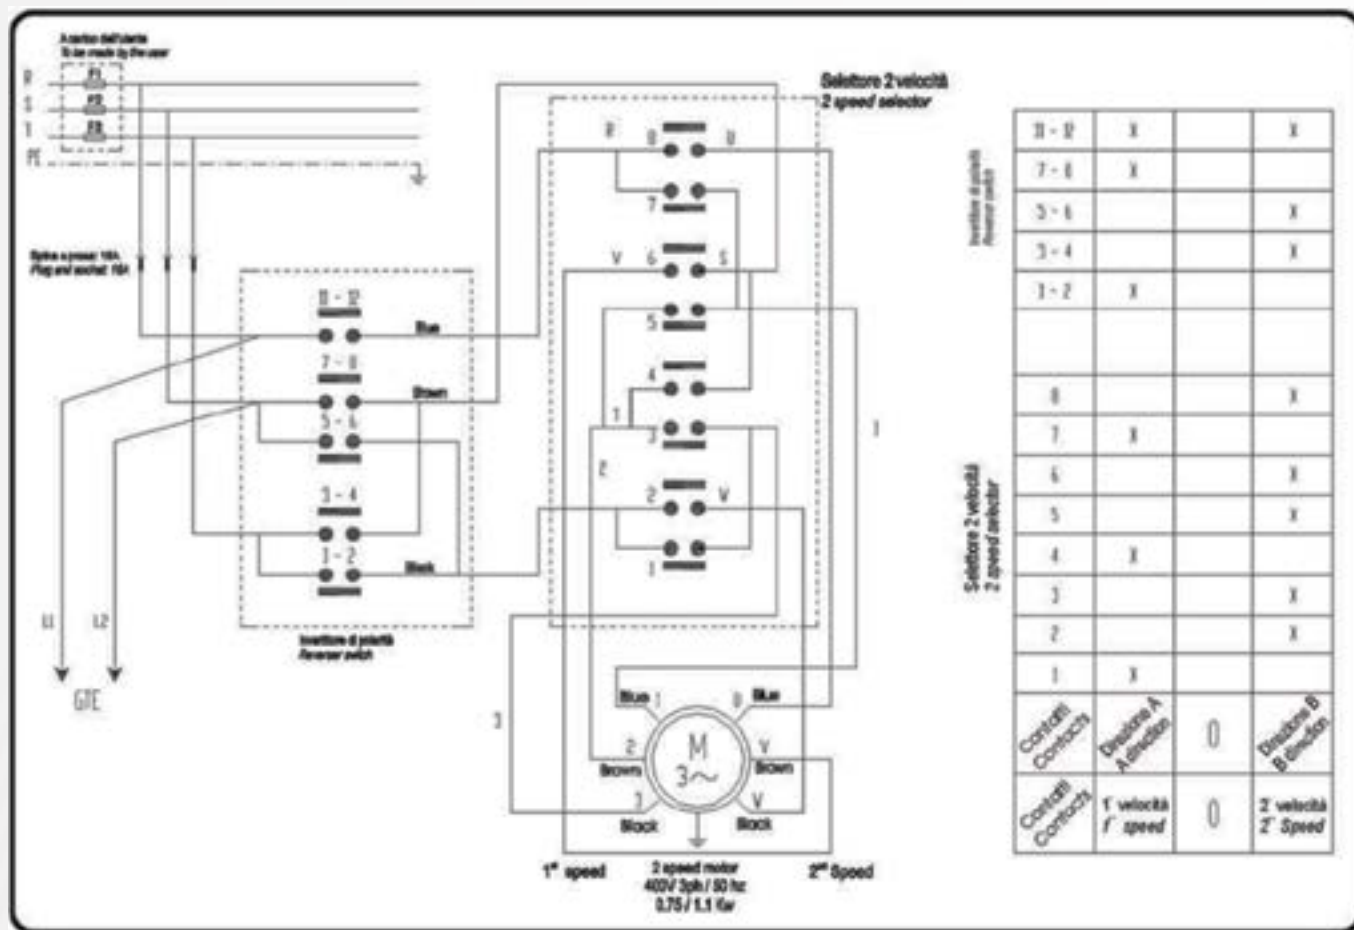 A carico dell'utente
To be made by the user
F1
F2
F3
PE
Spina e presa: 16A
Plug and socket: 16A
11 - 12
Blue
7 - 8
Brown
5 - 6
3 - 4
1 - 2
Black
L1
L2
GTE
Invertitore di polarità
Reverser switch
Selettore 2 velocità
2 speed selector
R
8
U
7
V
6
S
5
4
1
3
2
2
W
1
1
3
Blue
1
U
Blue
2
Brown
M
3~
V
Brown
3
Black
Black
1st speed
2 speed motor
400V 3ph / 50 hz
0.75 / 1.1 Kw
Invertitore di polarità
Reverser switch
11 - 12 X X
7 - 8 X
5 - 6 X
3 - 4 X
1 - 2 X
Selettore 2 velocità
2 speed selector
8 X
7 X
6 X
5 X
4 X
3 X
2 X
1 X
Contatti
Contacts
Direzione A
A direction
0
Direzione B
B direction
Contatti
Contacts
1° velocità
1° speed
0
2° velocità
2° Speed